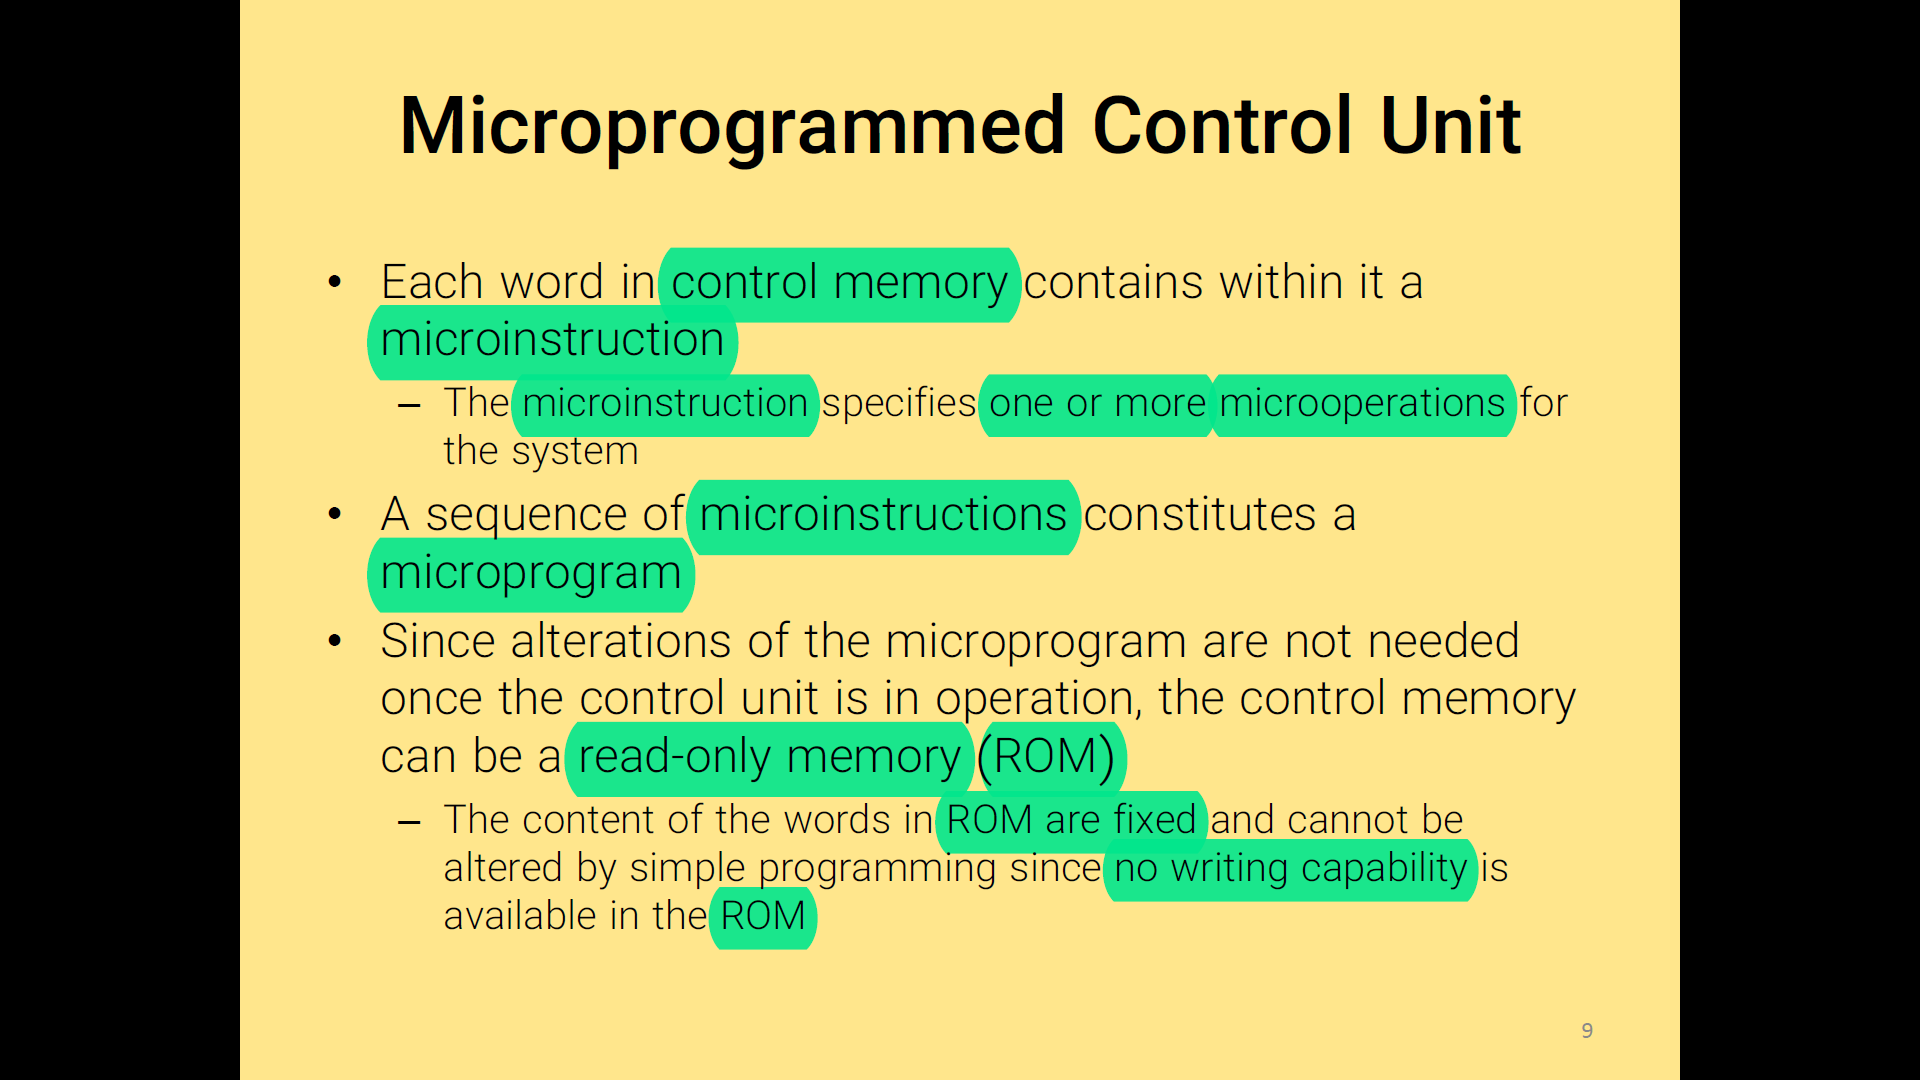 Microprogrammed Control Unit
• Each word in control memory contains within it a
microinstruction
– The microinstruction specifies one or more microoperations for
the system
• A sequence of microinstructions constitutes a
microprogram
• Since alterations of the microprogram are not needed
once the control unit is in operation, the control memory
can be a read-only memory (ROM)
– The content of the words in ROM are fixed and cannot be
altered by simple programming since no writing capability is
available in the ROM
9